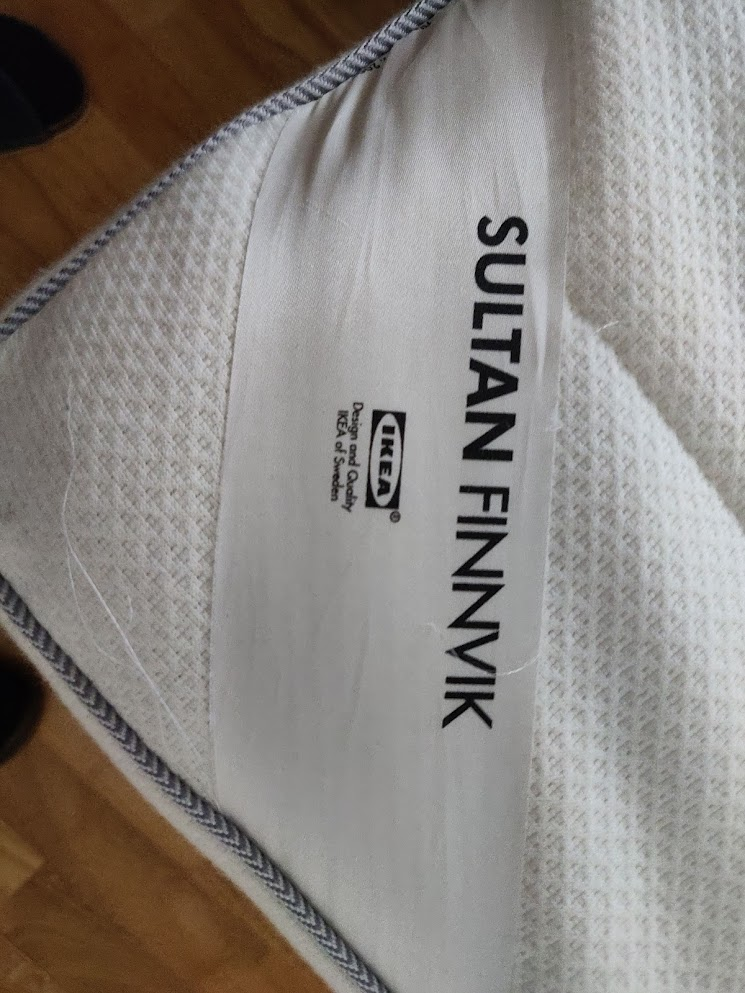 SULTAN FINNVIK
IKEA®
Design and Quality
IKEA of Sweden